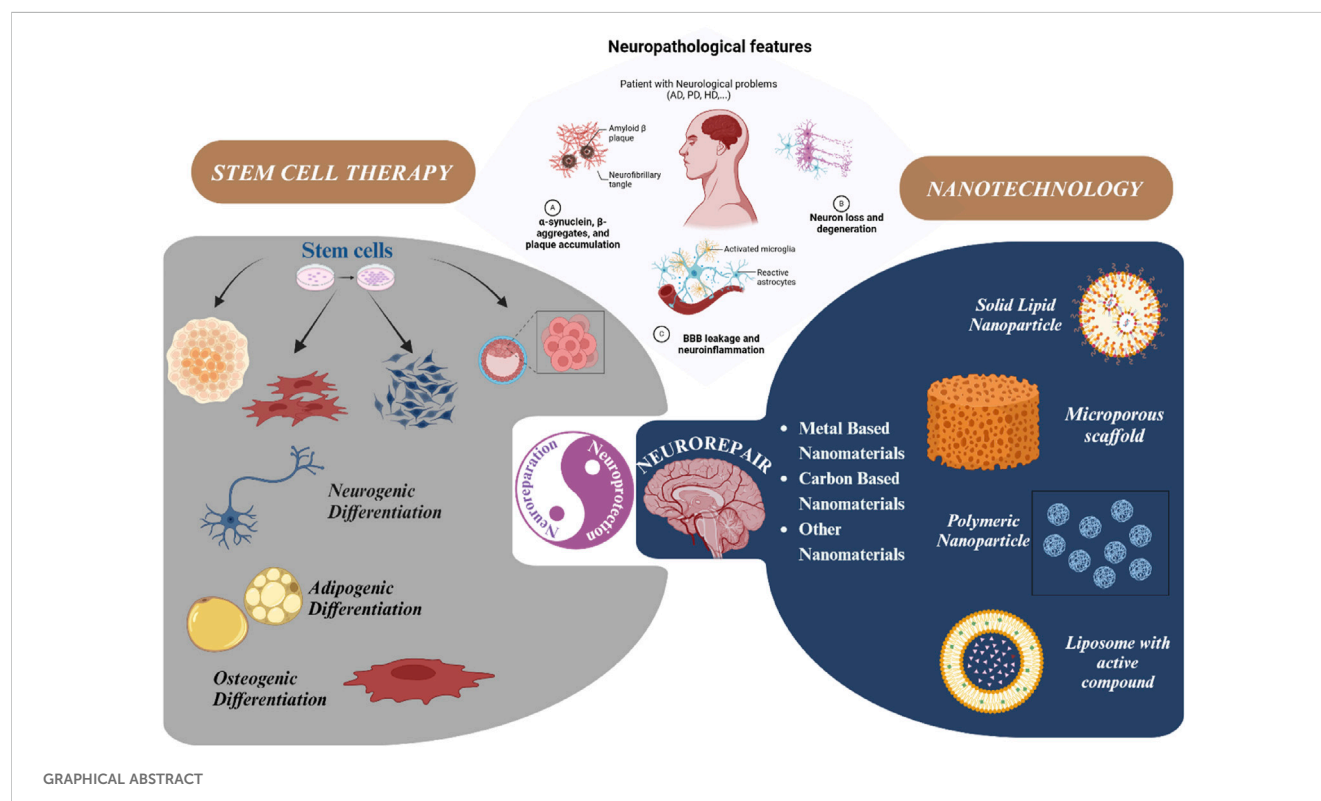 Neuropathological features
Patient with Neurological problems
(AD, PD, HD,...)
Amyloid β
plaque
Neurofibrillary
tangle
A
α-synuclein, β-
aggregates, and
plaque accumulation
B
Neuron loss and
degeneration
Activated microglia
Reactive
astrocytes
C
BBB leakage and
neuroinflammation
STEM CELL THERAPY
Stem cells
Neurogenic
Differentiation
Adipogenic
Differentiation
Osteogenic
Differentiation
Neuroreparation
Neuroprotection
NEUROREPAIR
NANOTECHNOLOGY
• Metal Based
Nanomaterials
• Carbon Based
Nanomaterials
• Other
Nanomaterials
Solid Lipid
Nanoparticle
Microporous
scaffold
Polymeric
Nanoparticle
Liposome with
active
compound
GRAPHICAL ABSTRACT